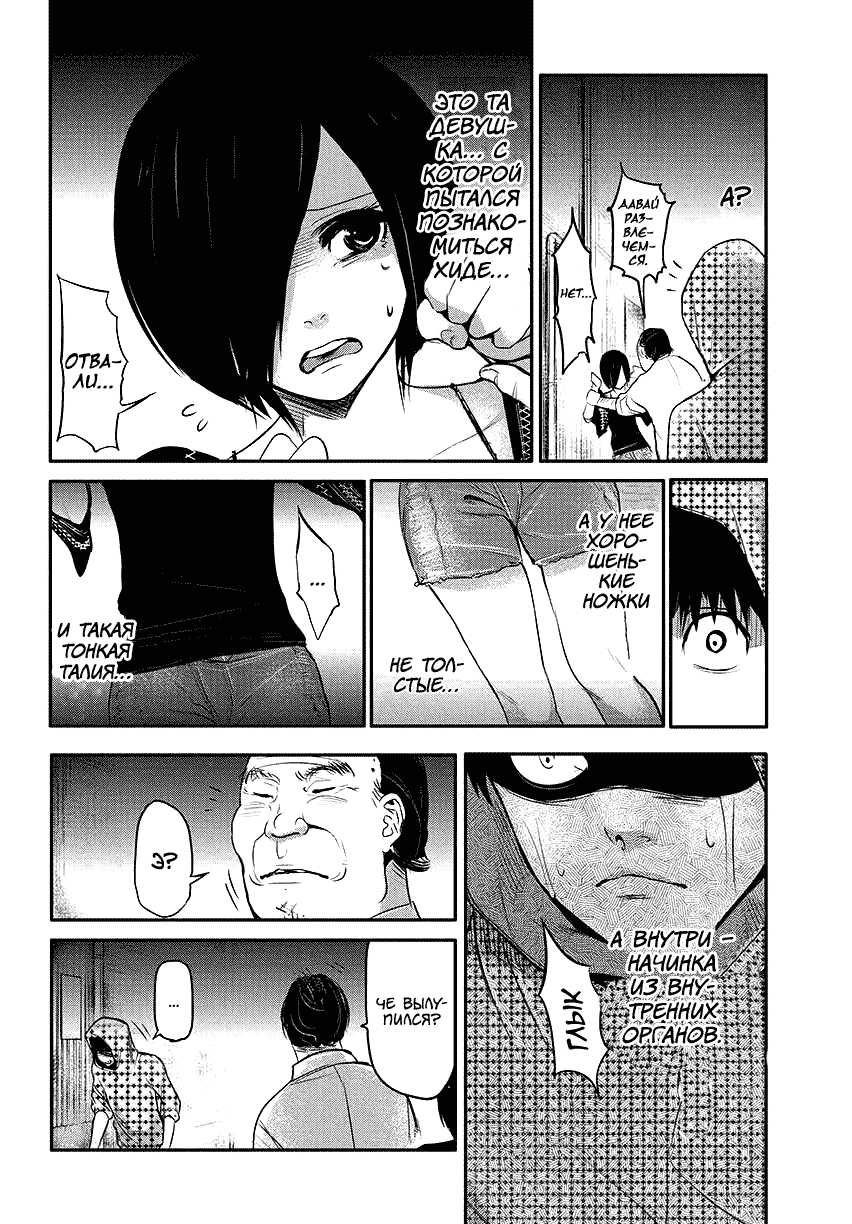 А?
ДАВАЙ
РАЗ-
ВЛЕ-
ЧЕМ-
СЯ.
НЕТ...
ЭТО ТА
ДЕВУШ-
КА... С
КОТОРОЙ
ПЫТАЛСЯ
ПОЗНАКО-
МИТЬСЯ
ХИДЕ...
ОТВА-
ЛИ...
А У НЕЕ
ХОРО-
ШЕНЬ-
КИЕ
НОЖКИ
НЕ ТОЛ-
СТЫЕ...
...
И ТАКАЯ
ТОНКАЯ
ТАЛИЯ...
А ВНУТРИ –
НАЧИНКА
ИЗ ВНУ-
ТРЕННИХ
ОРГАНОВ.
ГЛЫК
Э?
ЧЕ ВЫЛУ-
ПИЛСЯ?
...